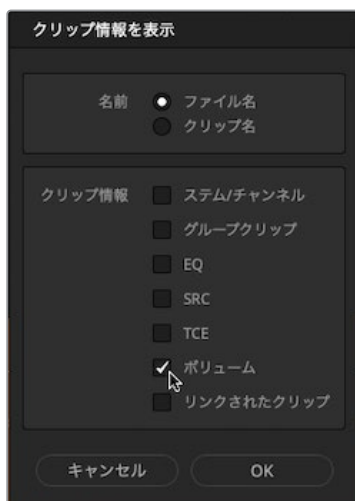 クリップ情報を表示
名前 ファイル名
クリップ名
クリップ情報 ステム/チャンネル
グループクリップ
EQ
SRC
TCE
ボリューム
リンクされたクリップ
キャンセル OK